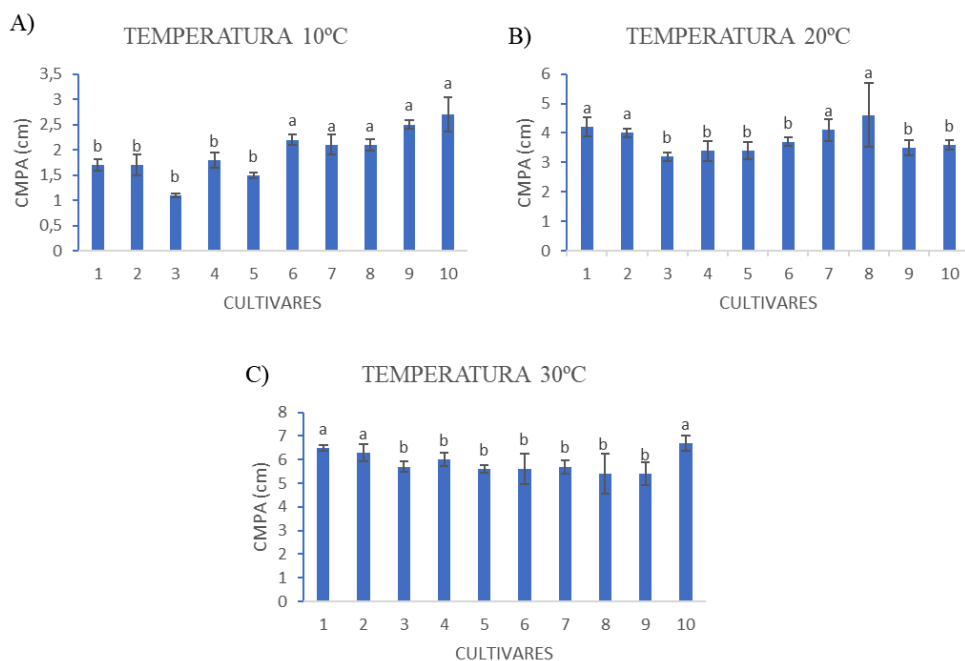 A)
TEMPERATURA 10ºC
CMPA (cm)
3,5
3
2,5
2
1,5
1
0,5
0
b b b b b a a a a a
1 2 3 4 5 6 7 8 9 10
CULTIVARES
B)
TEMPERATURA 20ºC
CMPA (cm)
6
5
4
3
2
1
0
a a b b b b a a b b
1 2 3 4 5 6 7 8 9 10
CULTIVARES
C)
TEMPERATURA 30ºC
CMPA (cm)
8
7
6
5
4
3
2
1
0
a a b b b b b b b a
1 2 3 4 5 6 7 8 9 10
CULTIVARES